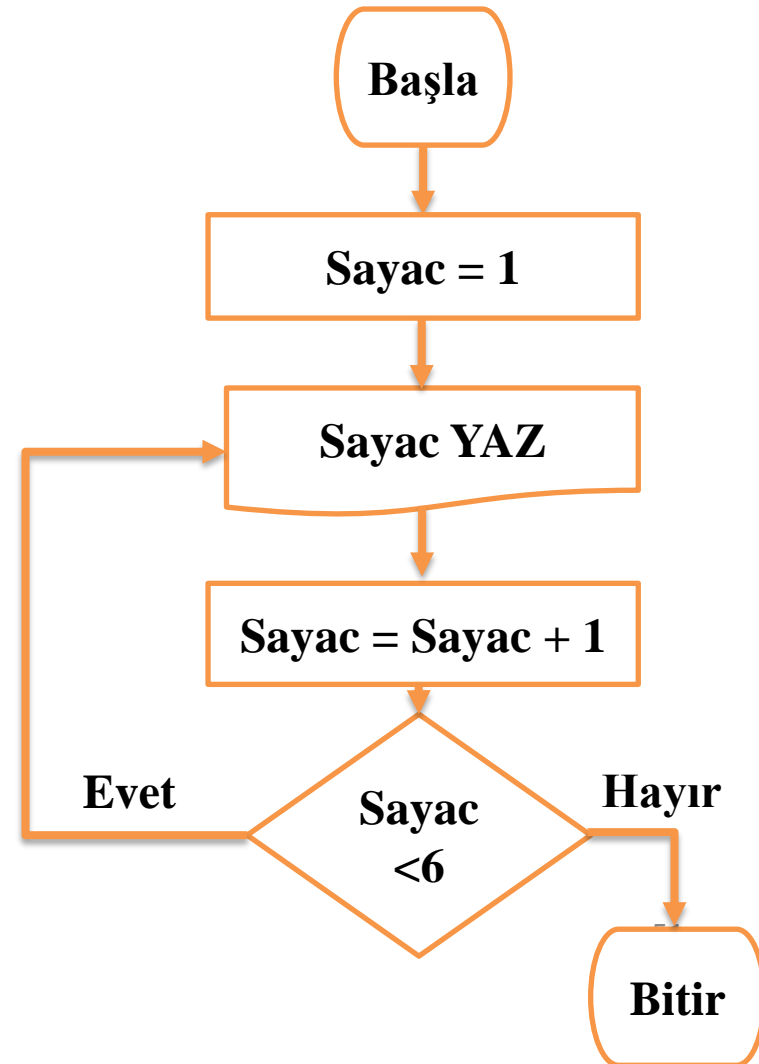 Başla
Sayac = 1
Sayac YAZ
Sayac = Sayac + 1
Evet
Sayac
<6
Hayır
Bitir